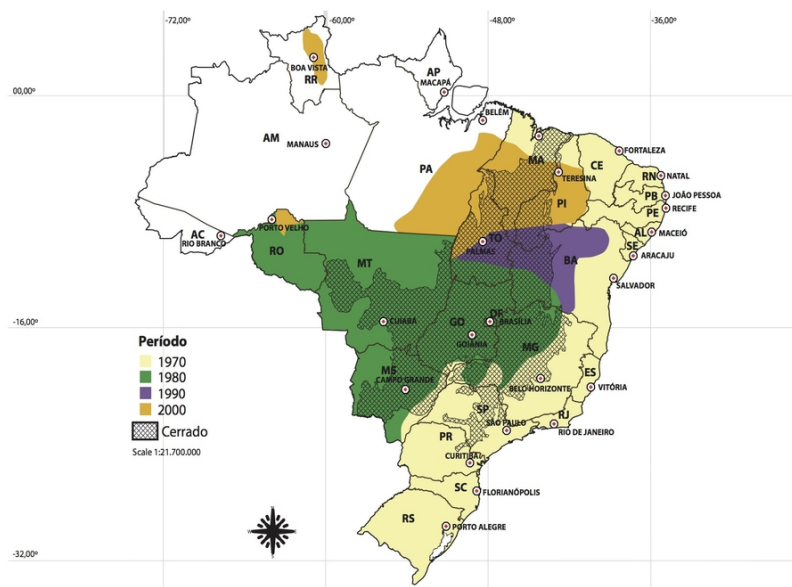 -72,00º
-60,00º
-48,00º
-36,00º
00,00º
-16,00º
-32,00º
BOA VISTA
RR
AP
MACAPÁ
BELÉM
AM
MANAUS
PA
MA
TERESINA
CE
FORTALEZA
RN
NATAL
PB
JOÃO PESSOA
PE
RECIFE
PI
AL
MACEIÓ
SE
ARACAJU
AC
RIO BRANCO
PORTO VELHO
RO
MT
TO
PALMAS
BA
SALVADOR
CUIABÁ
GO
GOIÂNIA
DF
BRASÍLIA
MG
BELO HORIZONTE
ES
VITÓRIA
MS
CAMPO GRANDE
SP
SÃO PAULO
RJ
RIO DE JANEIRO
PR
CURITIBA
SC
FLORIANÓPOLIS
RS
PORTO ALEGRE
Período
1970
1980
1990
2000
Cerrado
Scale 1:21.700.000